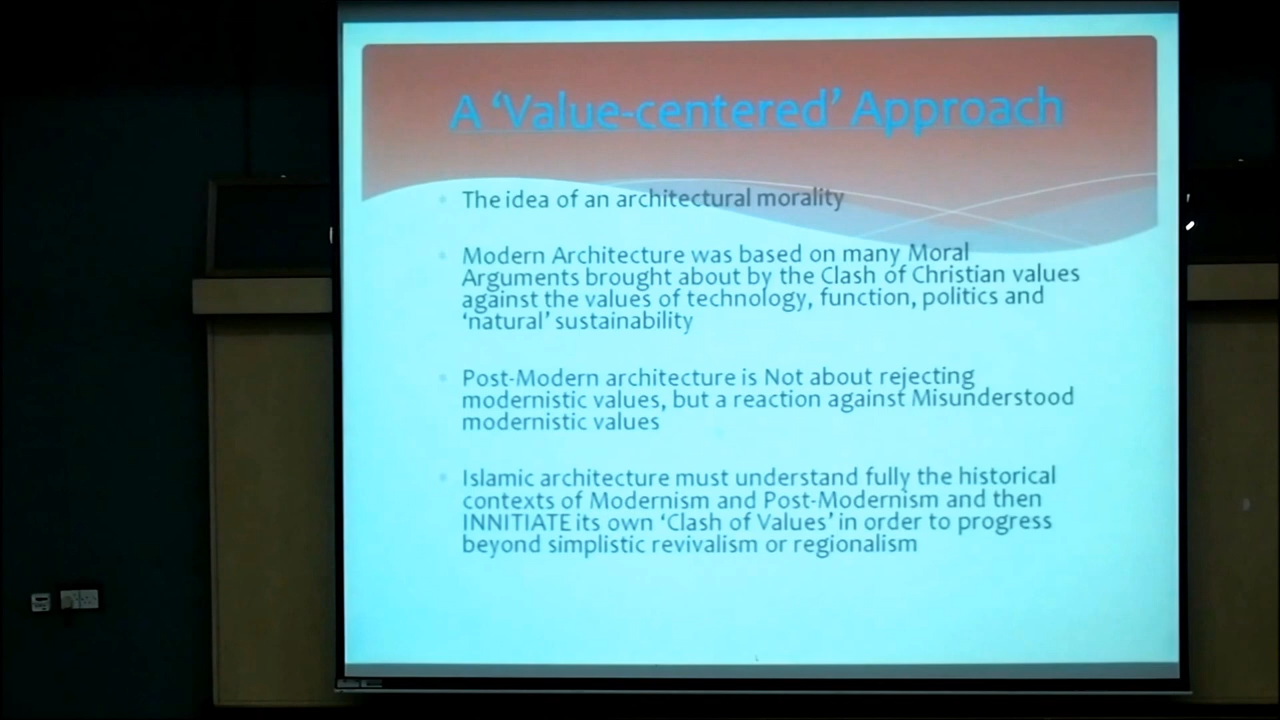 A ‘Value-centered’ Approach
The idea of an architectural morality
Modern Architecture was based on many Moral
Arguments brought about by the Clash of Christian values
against the values of technology, function, politics and
‘natural’ sustainability
Post-Modern architecture is Not about rejecting
modernistic values, but a reaction against Misunderstood
modernistic values
Islamic architecture must understand fully the historical
contexts of Modernism and Post-Modernism and then
INNITIATE its own ‘Clash of Values’ in order to progress
beyond simplistic revivalism or regionalism